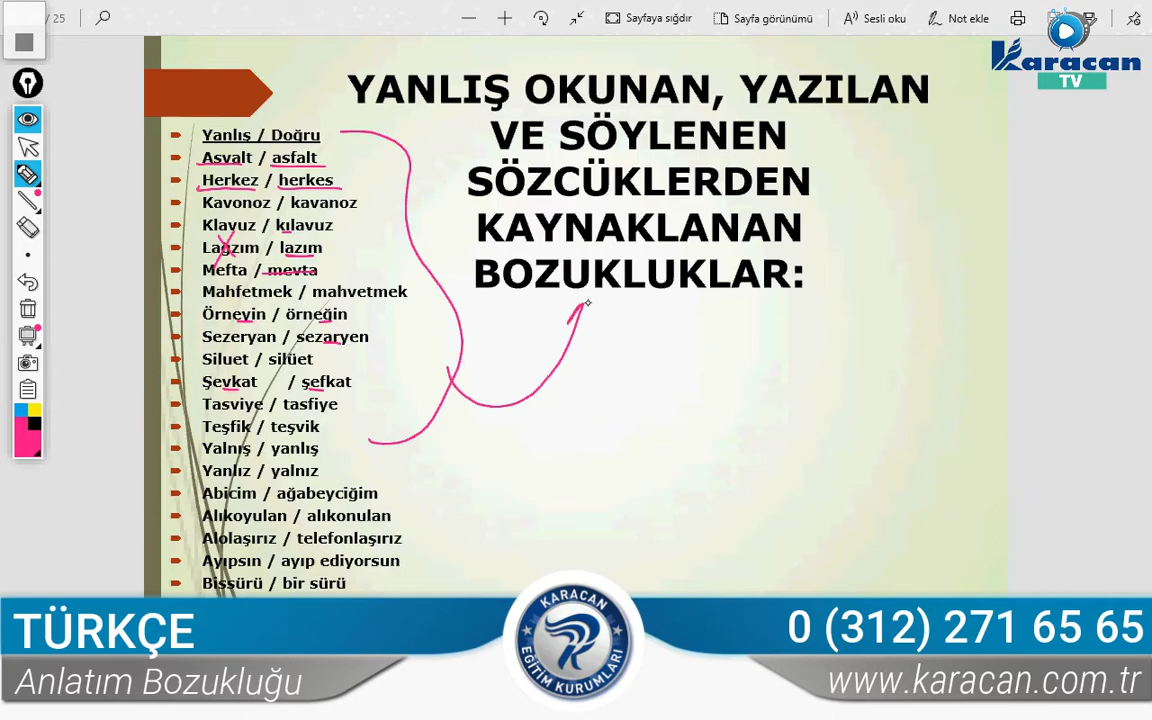 / 25
Sayfaya sığdır
Sayfa görünümü
Sesli oku
Not ekle
Karacan
TV
YANLIŞ OKUNAN, YAZILAN
VE SÖYLENEN
SÖZCÜKLERDEN
KAYNAKLANAN
BOZUKLUKLAR:
Yanlış / Doğru
Asvalt / asfalt
Herkez / herkes
Kavonoz / kavanoz
Klavuz / kılavuz
Lağzım / lazım
Mefta / mevta
Mahfetmek / mahvetmek
Örneyin / örneğin
Sezeryan / sezaryen
Siluet / silüet
Şevkat / şefkat
Tasviye / tasfiye
Teşfik / teşvik
Yalnış / yanlış
Yanlız / yalnız
Abicim / ağabeyciğim
Alıkoyulan / alıkonulan
Alolaşırız / telefonlaşırız
Ayıpsın / ayıp ediyorsun
Bissürü / bir sürü
TÜRKÇE
Anlatım Bozukluğu
KARACAN
EĞİTİM KURUMLARI
0 (312) 271 65 65
www.karacan.com.tr